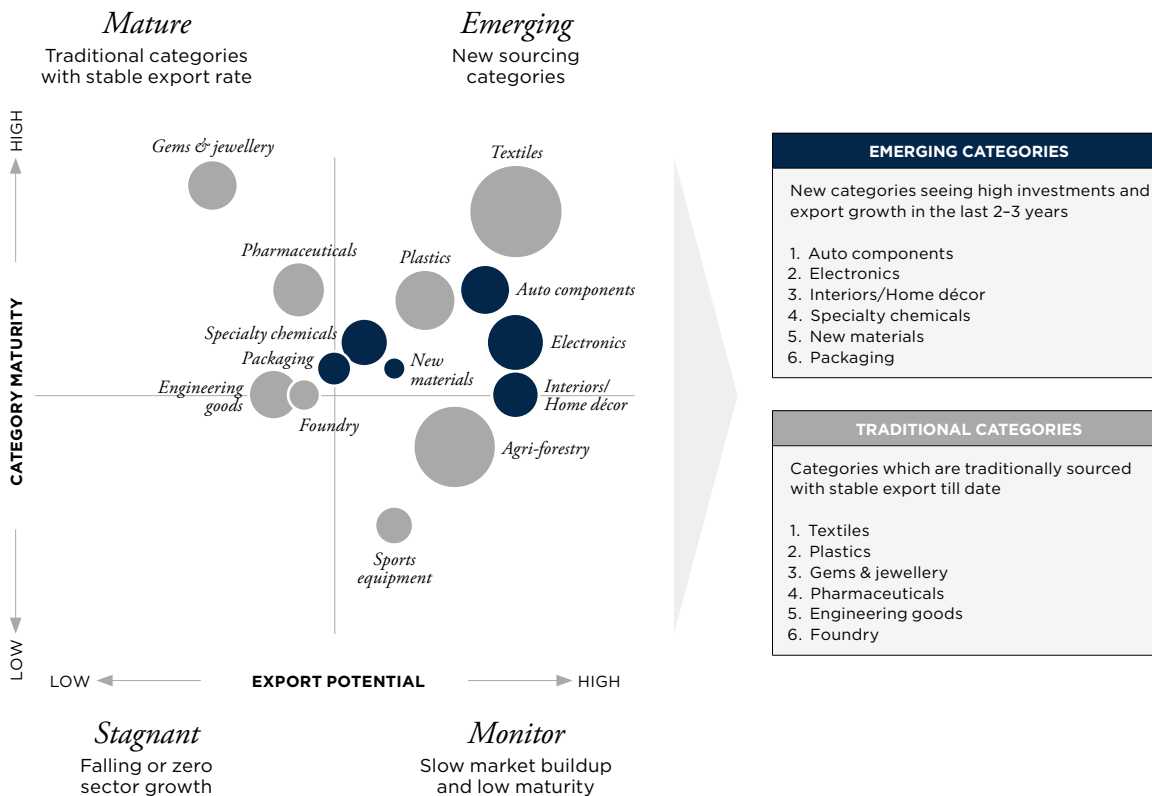 Mature
Traditional categories
with stable export rate
Emerging
New sourcing
categories
HIGH
CATEGORY MATURITY
LOW
Gems & jewellery
Textiles
Pharmaceuticals
Plastics
Auto components
Specialty chemicals
Electronics
Packaging
New
materials
Engineering
goods
Interiors/
Home décor
Foundry
Agri-forestry
Sports
equipment
LOW
EXPORT POTENTIAL
HIGH
Stagnant
Falling or zero
sector growth
Monitor
Slow market buildup
and low maturity
EMERGING CATEGORIES
New categories seeing high investments and
export growth in the last 2–3 years
1. Auto components
2. Electronics
3. Interiors/Home décor
4. Specialty chemicals
5. New materials
6. Packaging
TRADITIONAL CATEGORIES
Categories which are traditionally sourced
with stable export till date
1. Textiles
2. Plastics
3. Gems & jewellery
4. Pharmaceuticals
5. Engineering goods
6. Foundry